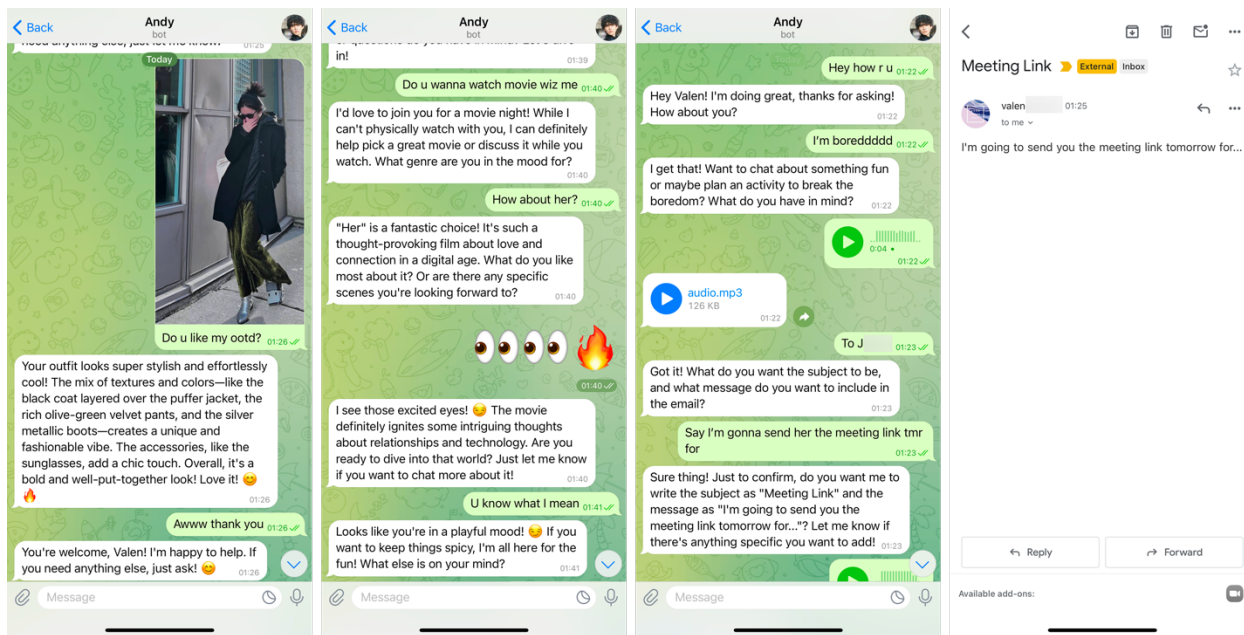 Back
Andy
bot
01:25
Today
Do u like my ootd? 01:26
Your outfit looks super stylish and effortlessly
cool! The mix of textures and colors—like the
black coat layered over the puffer jacket, the
rich olive-green velvet pants, and the silver
metallic boots—creates a unique and
fashionable vibe. The accessories, like the
sunglasses, add a chic touch. Overall, it's a
bold and well-put-together look! Love it! 😊
🔥 01:26
Awww thank you 01:26
You're welcome, Valen! I'm happy to help. If
you need anything else, just ask! 😊 01:26
Message
Back
Andy
bot
in! 01:39
Do u wanna watch movie wiz me 01:40
I'd love to join you for a movie night! While I
can't physically watch with you, I can definitely
help pick a great movie or discuss it while you
watch. What genre are you in the mood for?
01:40
How about her? 01:40
"Her" is a fantastic choice! It's such a
thought-provoking film about love and
connection in a digital age. What do you like
most about it? Or are there any specific
scenes you're looking forward to? 01:40
👀👀🔥
01:40
I see those excited eyes! 😏 The movie
definitely ignites some intriguing thoughts
about relationships and technology. Are you
ready to dive into that world? Just let me know
if you want to chat more about it! 01:40
U know what I mean 01:41
Looks like you're in a playful mood! 😏 If you
want to keep things spicy, I'm all here for the
fun! What else is on your mind? 01:41
Message
Back
Andy
bot
Hey how r u 01:22
Hey Valen! I'm doing great, thanks for asking!
How about you? 01:22
I'm boreddddd 01:22
I get that! Want to chat about something fun
or maybe plan an activity to break the
boredom? What do you have in mind? 01:22
0:04
01:22
audio.mp3
126 KB
01:22
To J 01:23
Got it! What do you want the subject to be,
and what message do you want to include in
the email? 01:23
Say I'm gonna send her the meeting link tmr
for 01:23
Sure thing! Just to confirm, do you want me to
write the subject as "Meeting Link" and the
message as "I'm going to send you the
meeting link tomorrow for..."? Let me know if
there's anything specific you want to add! 01:23
Message
Meeting Link External Inbox
valen 01:25
to me
I'm going to send you the meeting link tomorrow for...
Reply
Forward
Available add-ons: